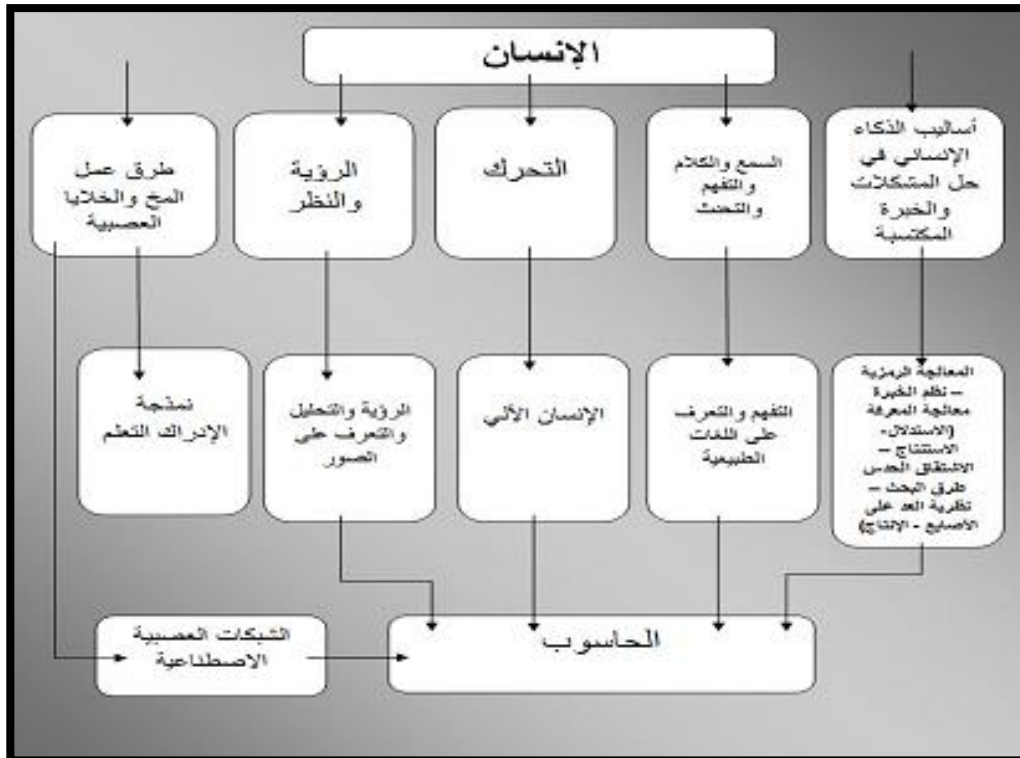 الإنسان
أساليب الذكاء
الإنساني في
حل المشكلات
والخبرة
المكتسبة
السمع والكلام
والتفهم
والتحدث
التحرك
الرؤية
والنظر
طرق عمل
المخ والخلايا
العصبية
المعالجة الرمزية
– نظم الخبرة
معالجة المعرفة
(الاستدلال-
الاستنتاج –
الاشتقاق الحدس
طرق البحث –
نظرية العد على
الاصابع - الإنتاج)
التفهم والتعرف
على اللغات
الطبيعية
الإنسان الآلي
الرؤية والتحليل
والتعرف على
الصور
نمذجة
الإدراك التعلم
الحاسوب
الشبكات العصبية
الاصطناعية